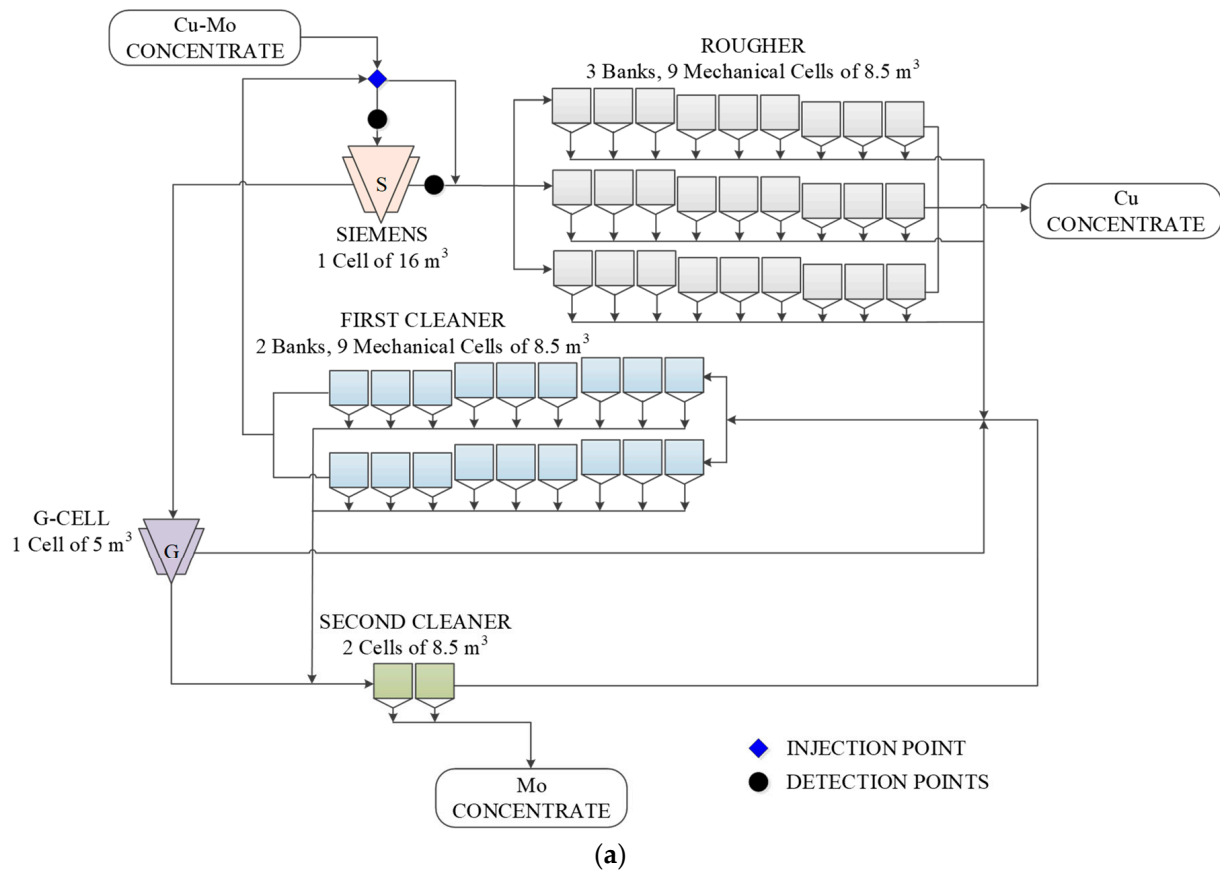 Cu-Mo
CONCENTRATE
ROUGHER
3 Banks, 9 Mechanical Cells of 8.5 m³
S
SIEMENS
1 Cell of 16 m³
Cu
CONCENTRATE
FIRST CLEANER
2 Banks, 9 Mechanical Cells of 8.5 m³
G-CELL
1 Cell of 5 m³
G
SECOND CLEANER
2 Cells of 8.5 m³
INJECTION POINT
DETECTION POINTS
Mo
CONCENTRATE
(a)